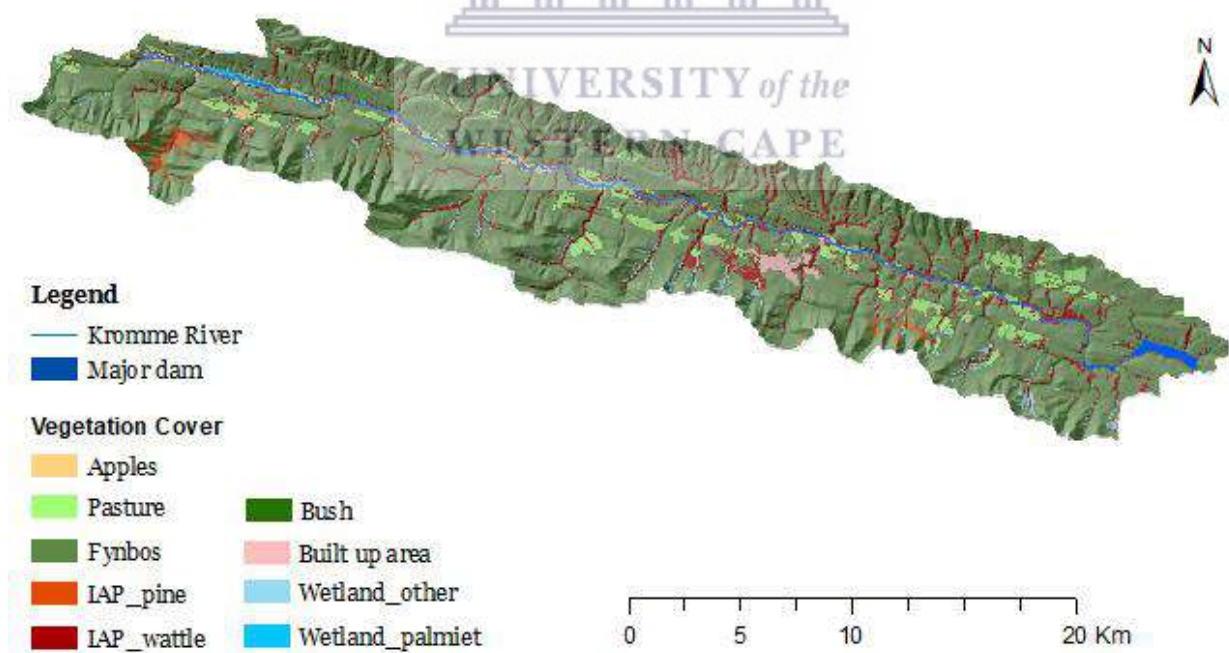 UNIVERSITY of the
WESTERN CAPE
N
Legend
Kromme River
Major dam
Vegetation Cover
Apples
Pasture
Fynbos
IAP_pine
IAP_wattle
Bush
Built up area
Wetland_other
Wetland_palmiet
0 5 10 20 Km